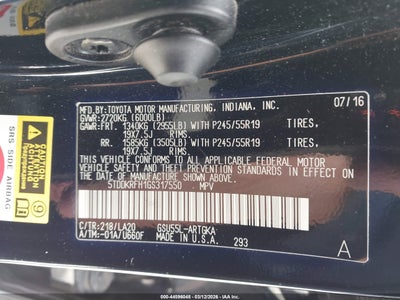 MFD. BY: TOYOTA MOTOR MANUFACTURING, INDIANA, INC. 07/16
GVWR: 2720KG (6000LB)
GAWR: FRT. 1340KG (2955LB) WITH P245/55R19 TIRES,
19X7.5J RIMS.
RR. 1585KG (3505LB) WITH P245/55R19 TIRES,
19X7.5J RIMS.
THIS VEHICLE CONFORMS TO ALL APPLICABLE FEDERAL MOTOR
VEHICLE SAFETY AND THEFT PREVENTION STANDARDS IN EFFECT
ON THE DATE OF MANUFACTURE SHOWN ABOVE.
5TDDKRFH1GS317550 MPV
C/TR: 218/LA20 GSU55L-ARTGKA
A/TM: -01A/U660F MADE IN U.S.A. 293
A
SRS SIDE AIRBAG
©IAA 44598048 - 03/12/2026 - IAA Holdings, LLC